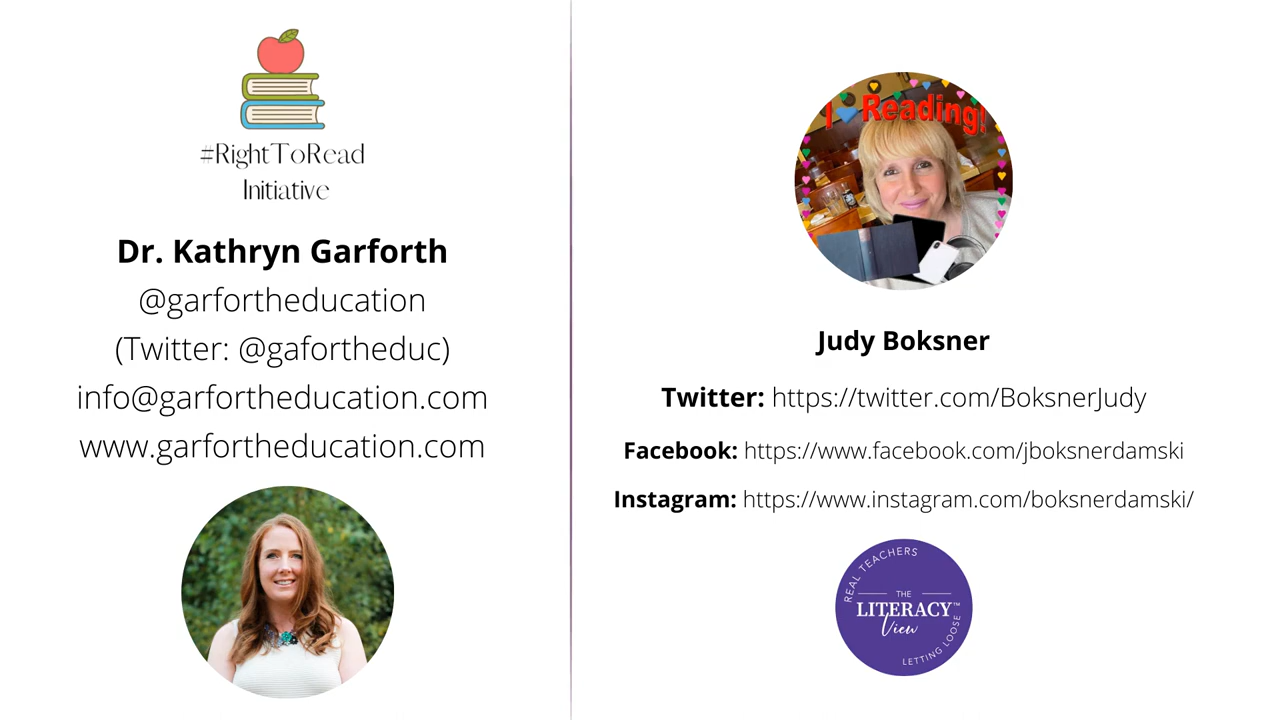 #RightToRead
Initiative
Dr. Kathryn Garforth
@garfortheducation
(Twitter: @gafortheduc)
info@garfortheducation.com
www.garfortheducation.com
I Reading!
Judy Boksner
Twitter: https://twitter.com/BoksnerJudy
Facebook: https://www.facebook.com/jboksnerdamski
Instagram: https://www.instagram.com/boksnerdamski/
REAL TEACHERS
THE
LITERACY™
View
LETTING LOOSE